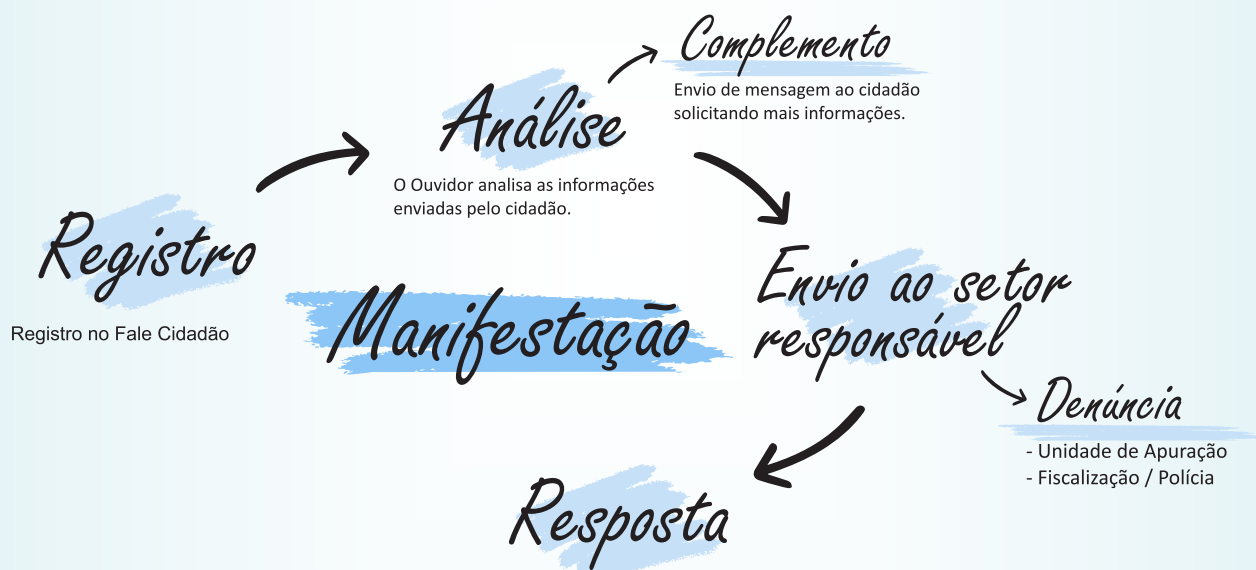 Complemento
Envio de mensagem ao cidadão
solicitando mais informações.
Análise
O Ouvidor analisa as informações
enviadas pelo cidadão.
Registro
Registro no Fale Cidadão
Manifestação
Envio ao setor
responsável
Denúncia
- Unidade de Apuração
- Fiscalização / Polícia
Resposta